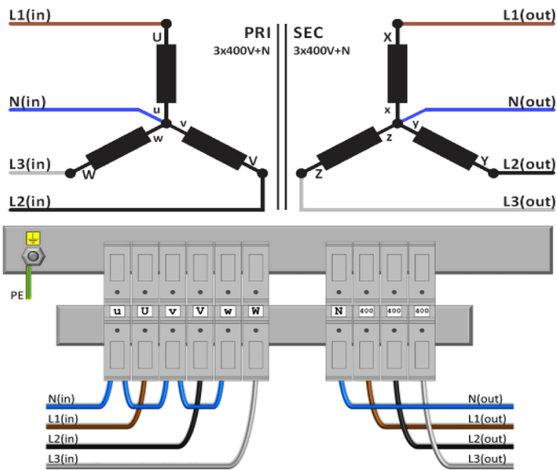 L1(in)
PRI
SEC
L1(out)
U
3x400V+N
3x400V+N
X
N(in)
u
v
w
x
y
z
N(out)
L3(in)
W
V
Z
Y
L2(out)
L2(in)
L3(out)
PE
u U v V w W
N 400 400 400
N(in)
L1(in)
L2(in)
L3(in)
N(out)
L1(out)
L2(out)
L3(out)